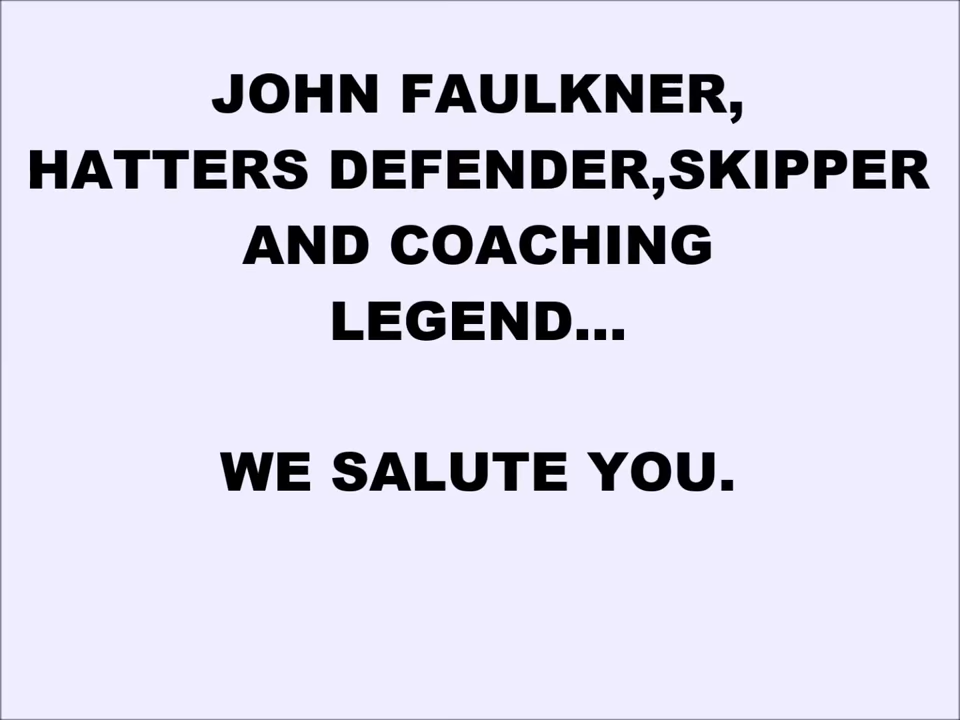 JOHN FAULKNER,
HATTERS DEFENDER,SKIPPER
AND COACHING
LEGEND...
WE SALUTE YOU.